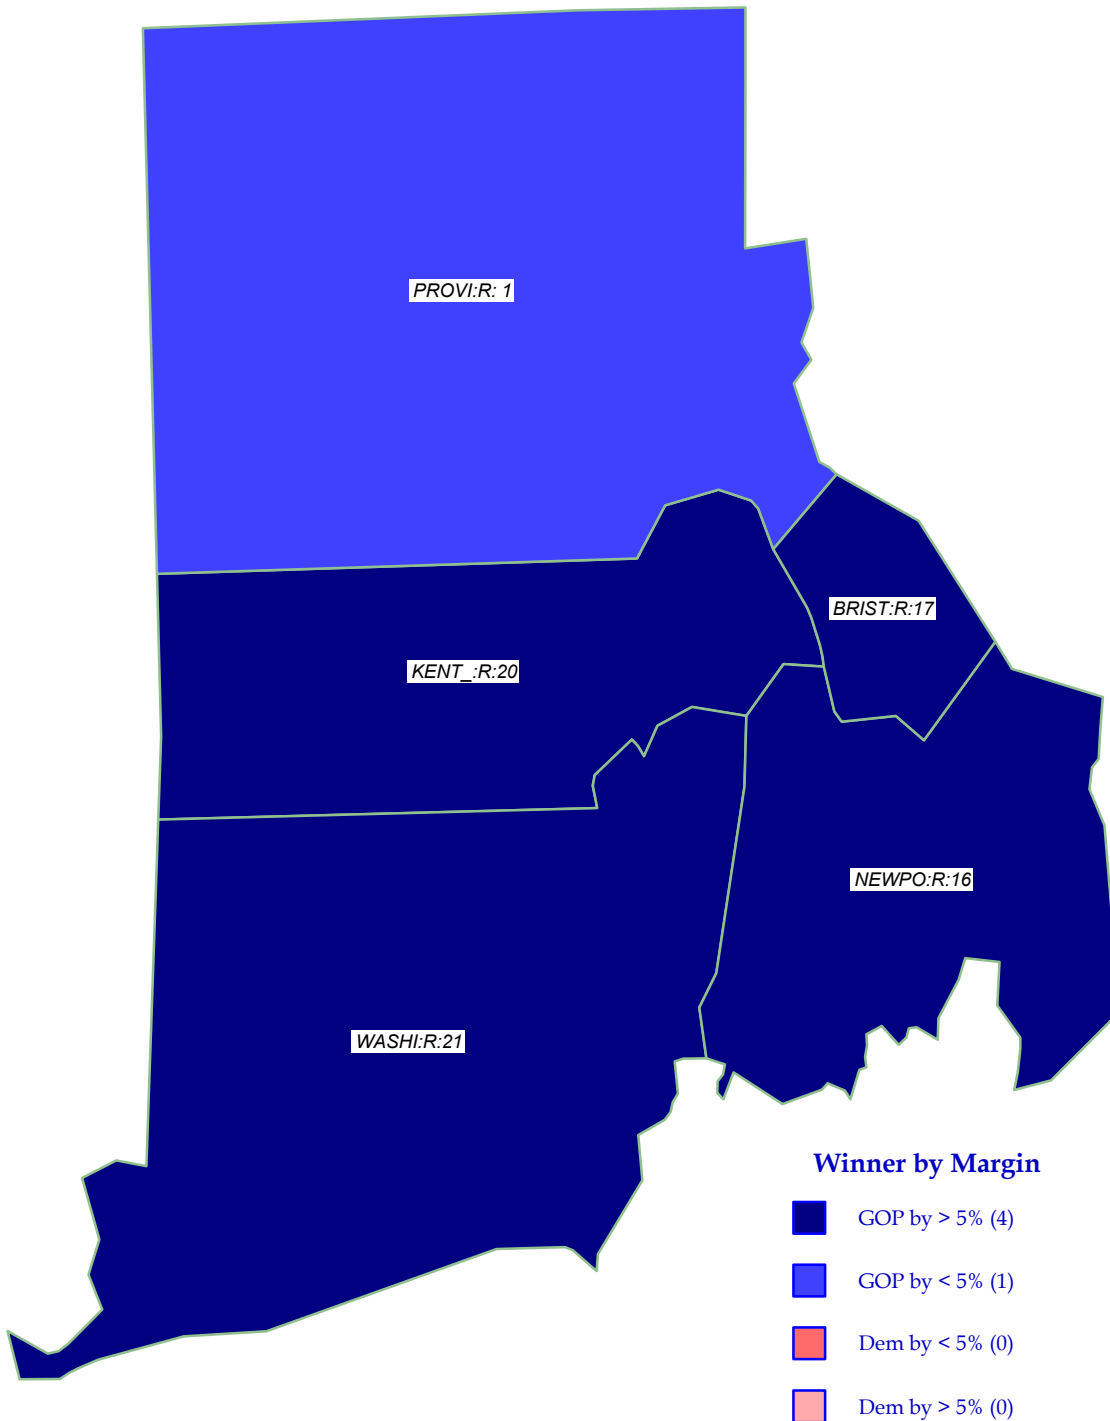 PROVI:R: 1
BRIST:R:17
KENT_:R:20
NEWPO:R:16
WASHI:R:21
Winner by Margin
GOP by > 5% (4)
GOP by < 5% (1)
Dem by < 5% (0)
Dem by > 5% (0)